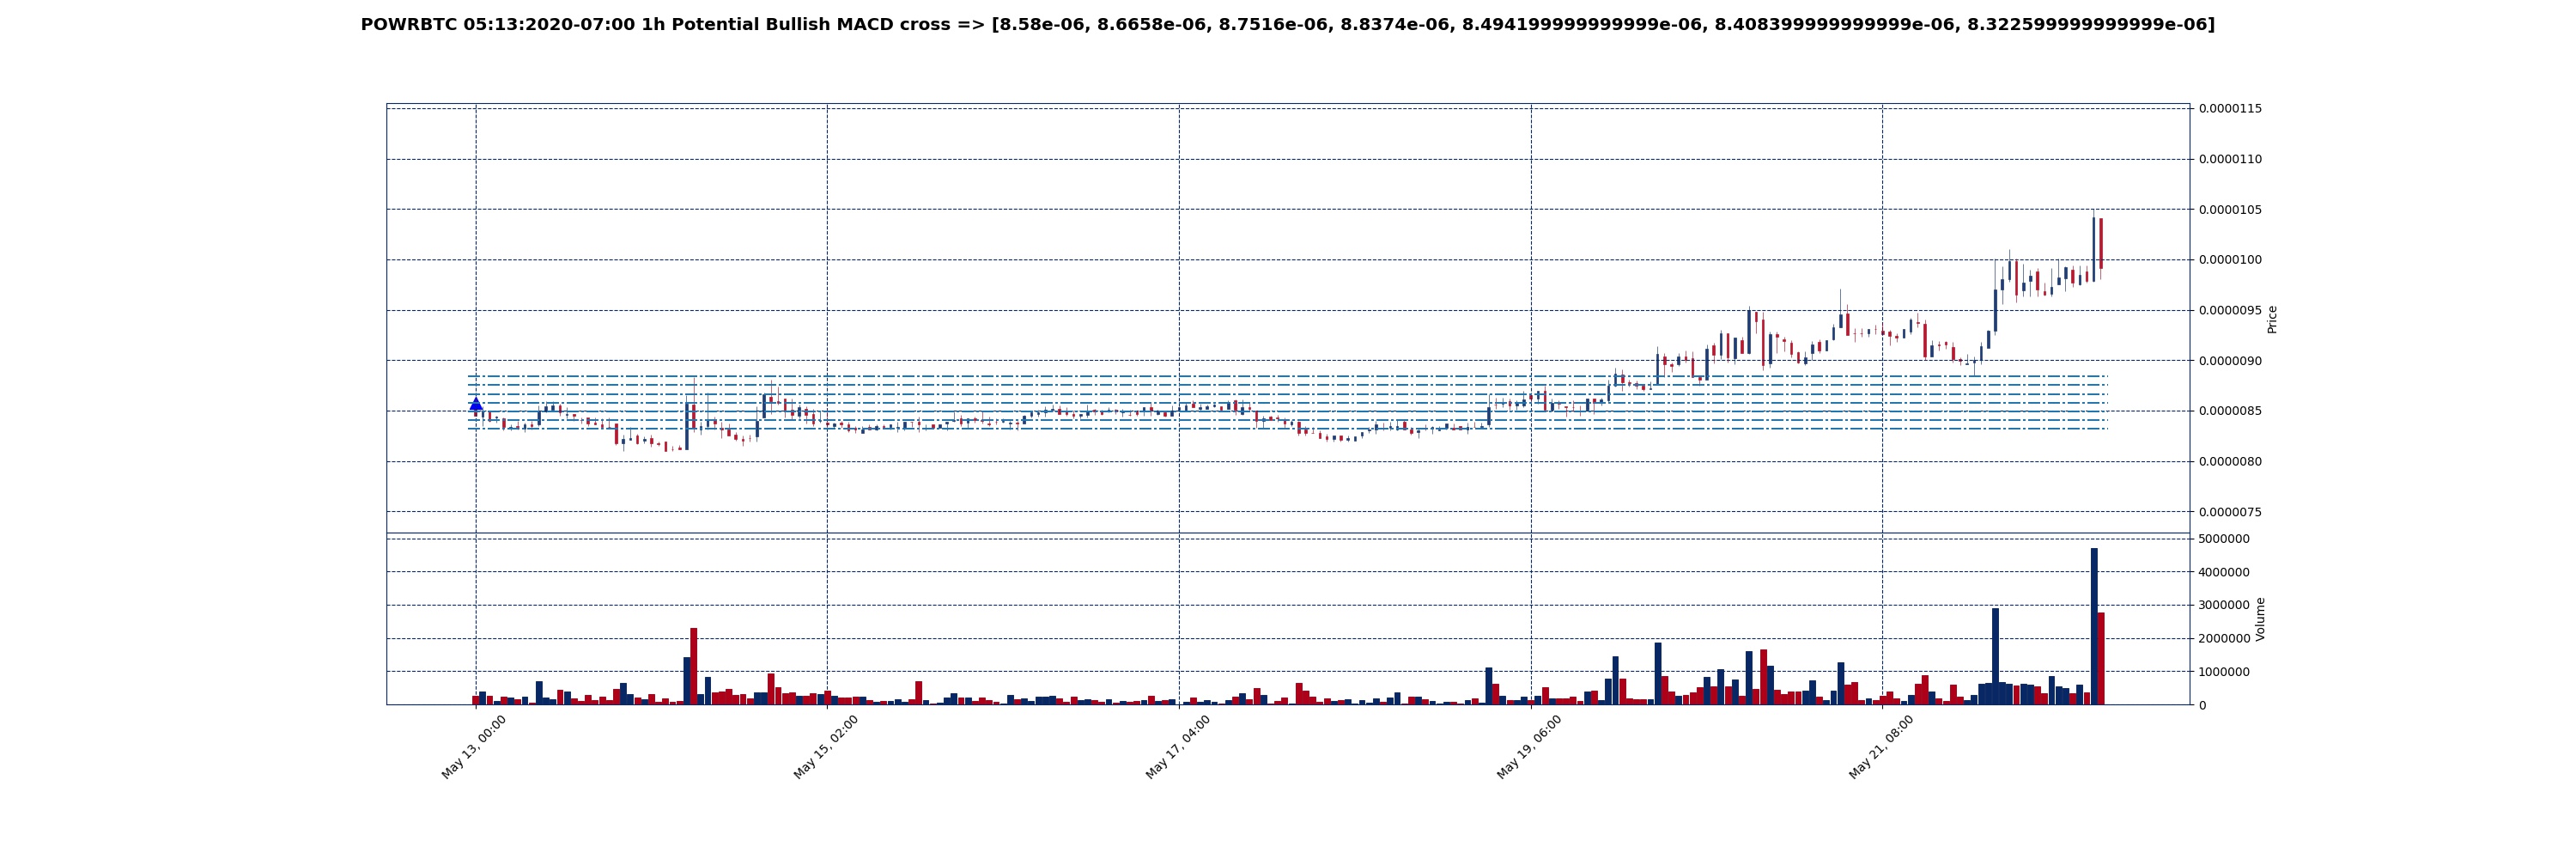 POWRBTC 05:13:2020-07:00 1h Potential Bullish MACD cross => [8.58e-06, 8.6658e-06, 8.7516e-06, 8.8374e-06, 8.494199999999999e-06, 8.408399999999999e-06, 8.322599999999999e-06]
0.0000115
0.0000110
0.0000105
0.0000100
0.0000095
Price
0.0000090
0.0000085
0.0000080
0.0000075
5000000
4000000
3000000
Volume
2000000
1000000
0
May 13, 00:00
May 15, 02:00
May 17, 04:00
May 19, 06:00
May 21, 08:00